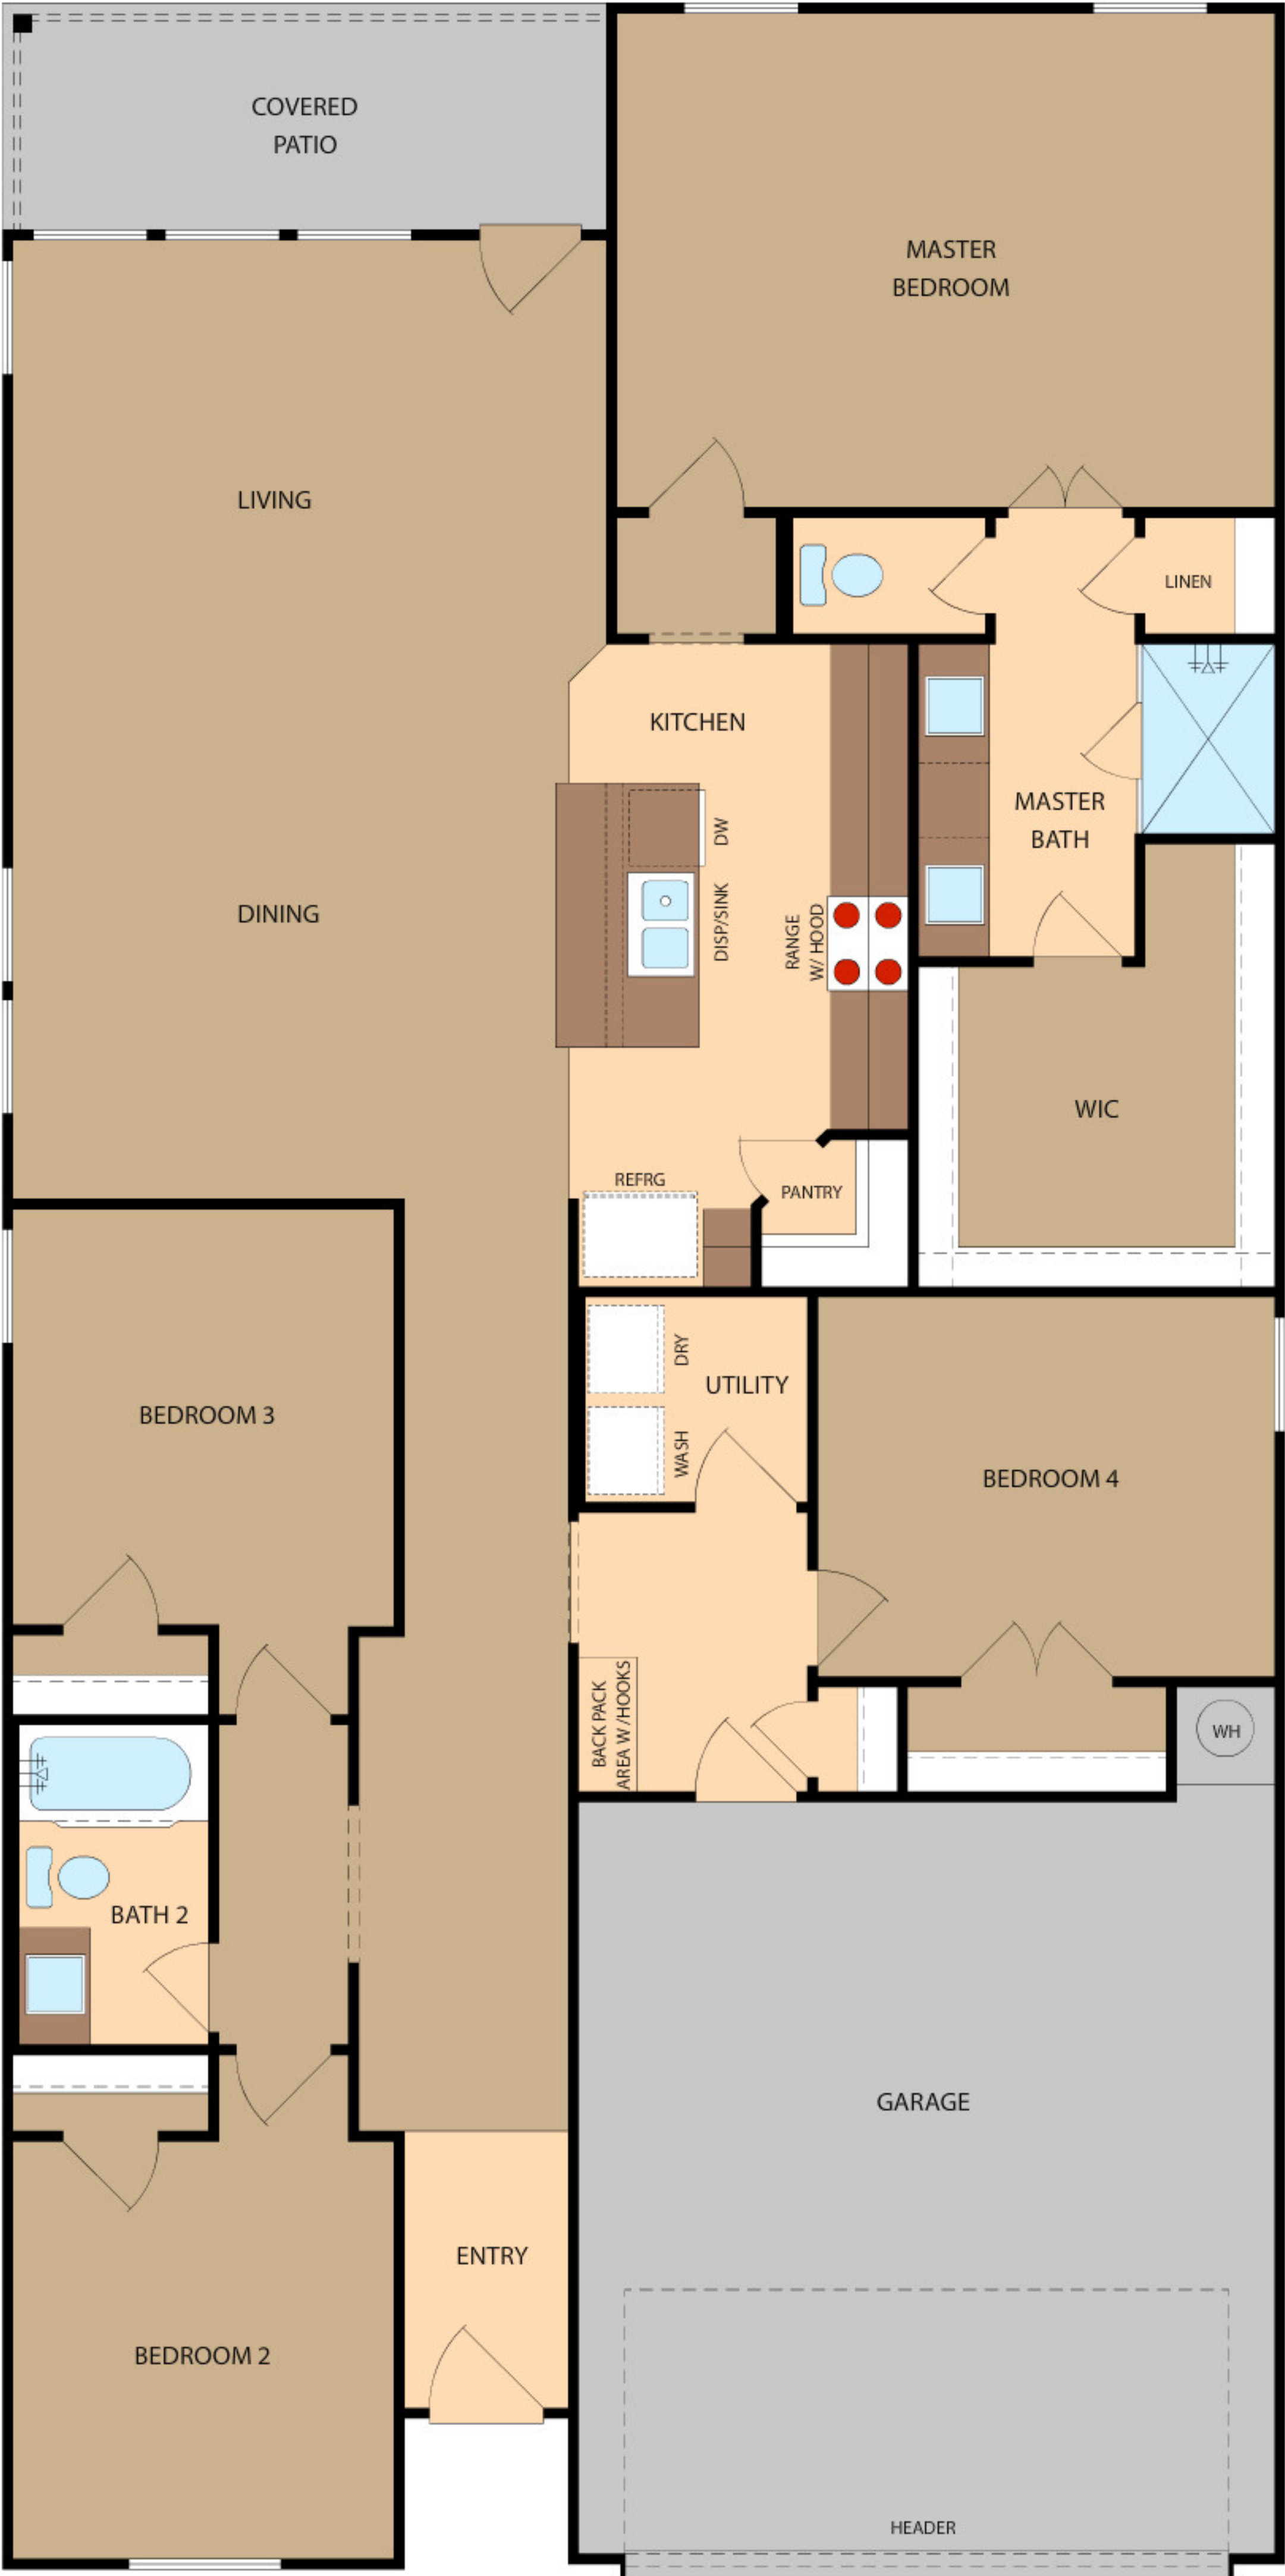 COVERED
PATIO
MASTER
BEDROOM
LIVING
LINEN
KITCHEN
MASTER
BATH
DW
DISP/SINK
RANGE
W/ HOOD
DINING
WIC
REFRG
PANTRY
DRY
UTILITY
WASH
BEDROOM 3
BEDROOM 4
BACK PACK
AREA W /HOOKS
WH
BATH 2
GARAGE
ENTRY
BEDROOM 2
HEADER